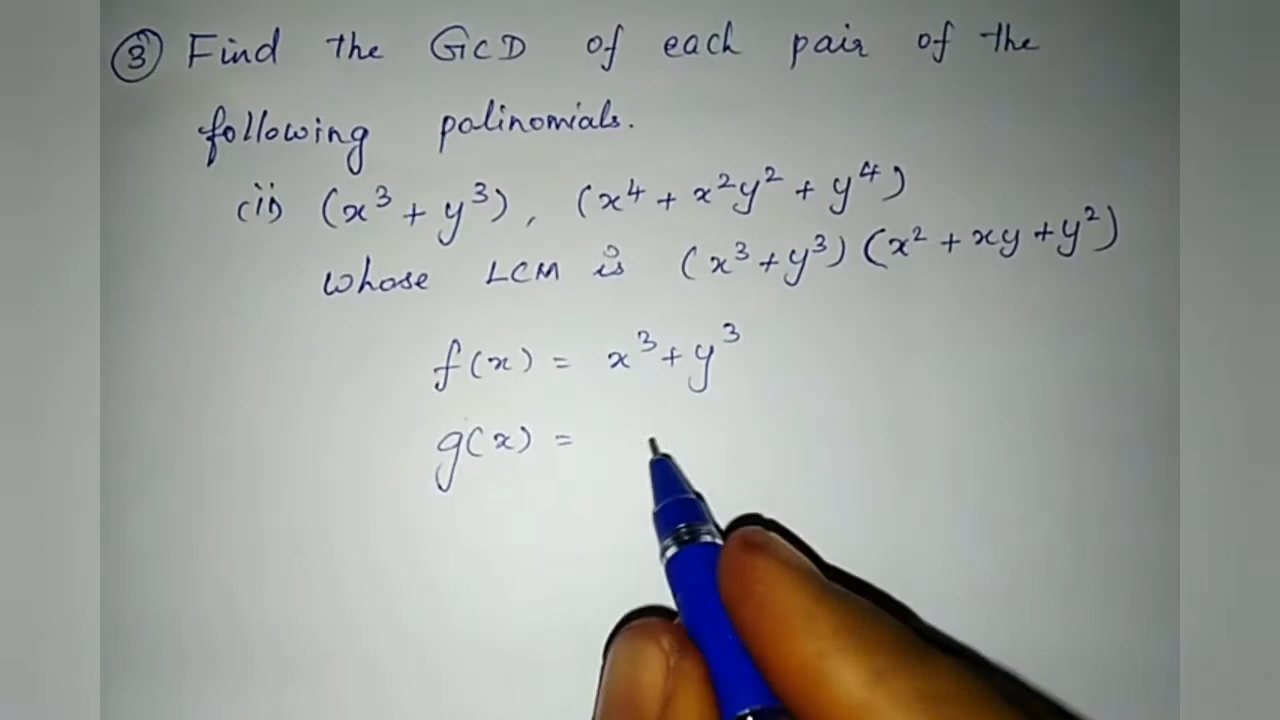 ③ Find the GCD of each pair of the
following polinomials.
(ii) (x³ + y³), (x⁴ + x²y² + y⁴)
whose LCM is (x³ + y³) (x² + xy + y²)
f(x) = x³ + y³
g(x) =